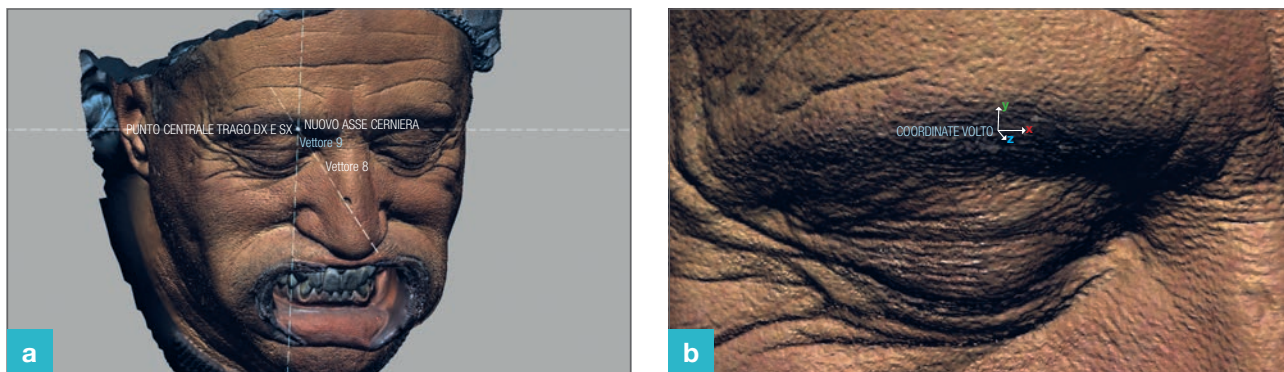 PUNTO CENTRALE TRAGO DX E SX
NUOVO ASSE CERNIERA
Vettore 9
Vettore 8
a
y
COORDINATE VOLTO
x
z
b